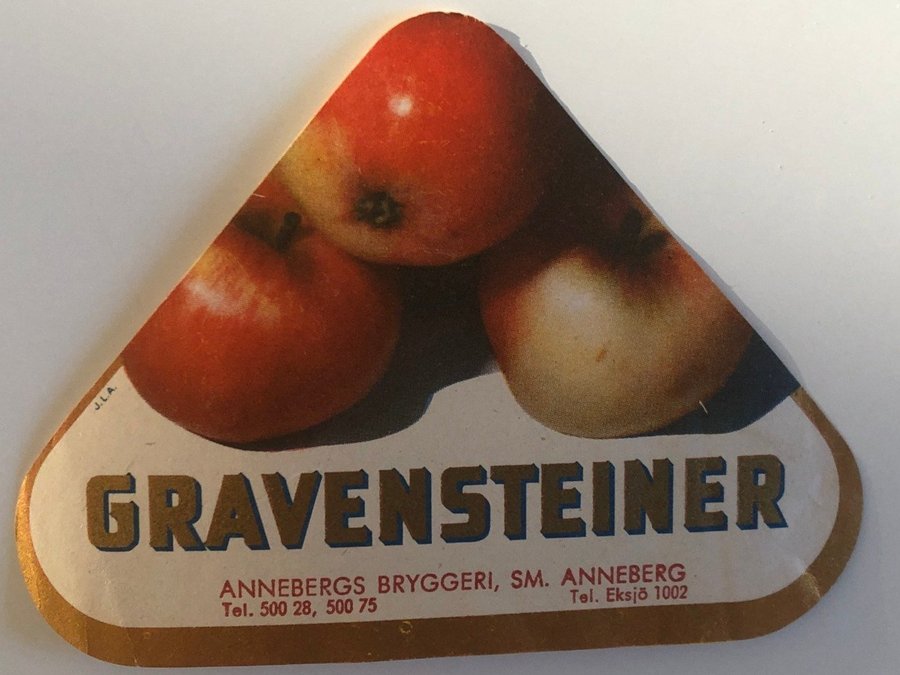 J.L.A.
GRAVENSTEINER
ANNEBERGS BRYGGERI, SM. ANNEBERG
Tel. 500 28, 500 75 Tel. Eksjö 1002